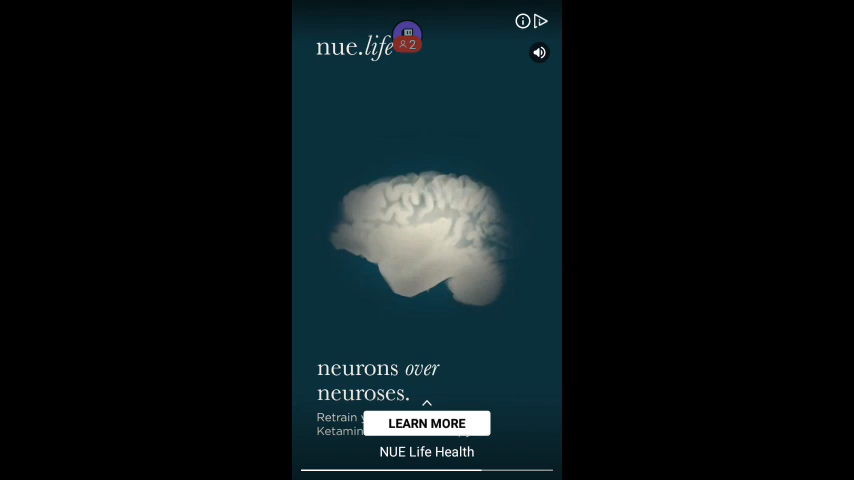 nue.life
2
neurons over
neuroses.
Retrain
Ketamin
LEARN MORE
NUE Life Health